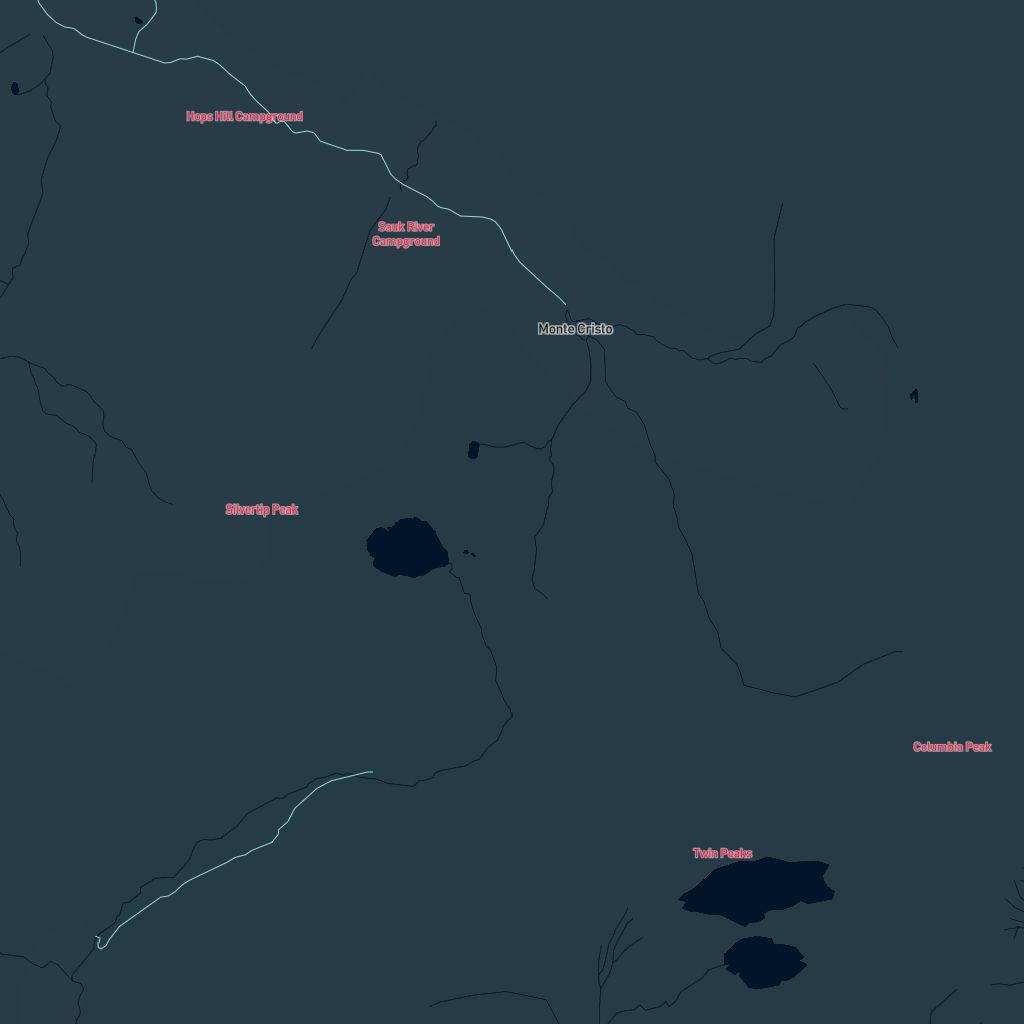 Hops Hill Campground
Sauk River
Campground
Monte Cristo
Silvertip Peak
Columbia Peak
Twin Peaks